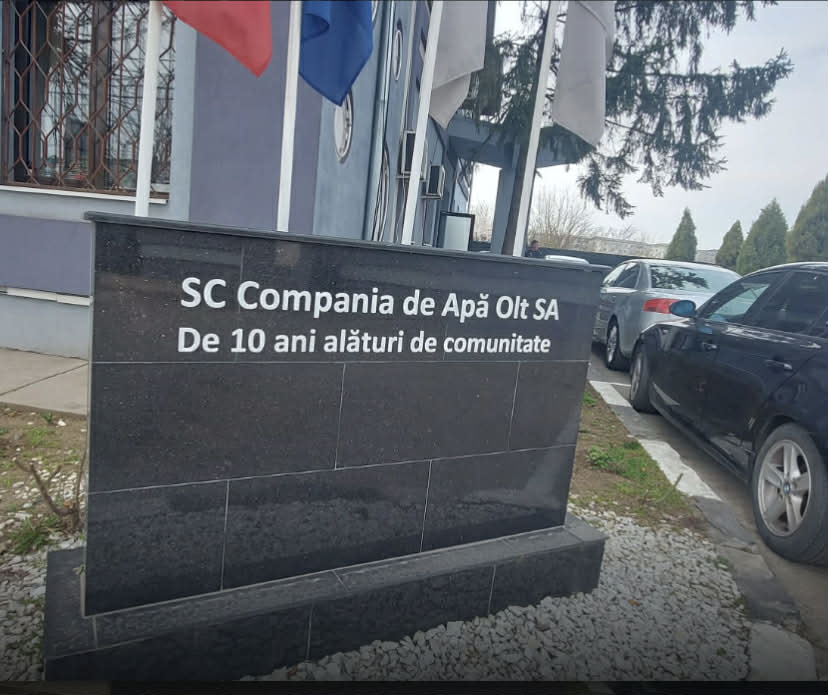 SC Compania de Apă Olt SA
De 10 ani alături de comunitate